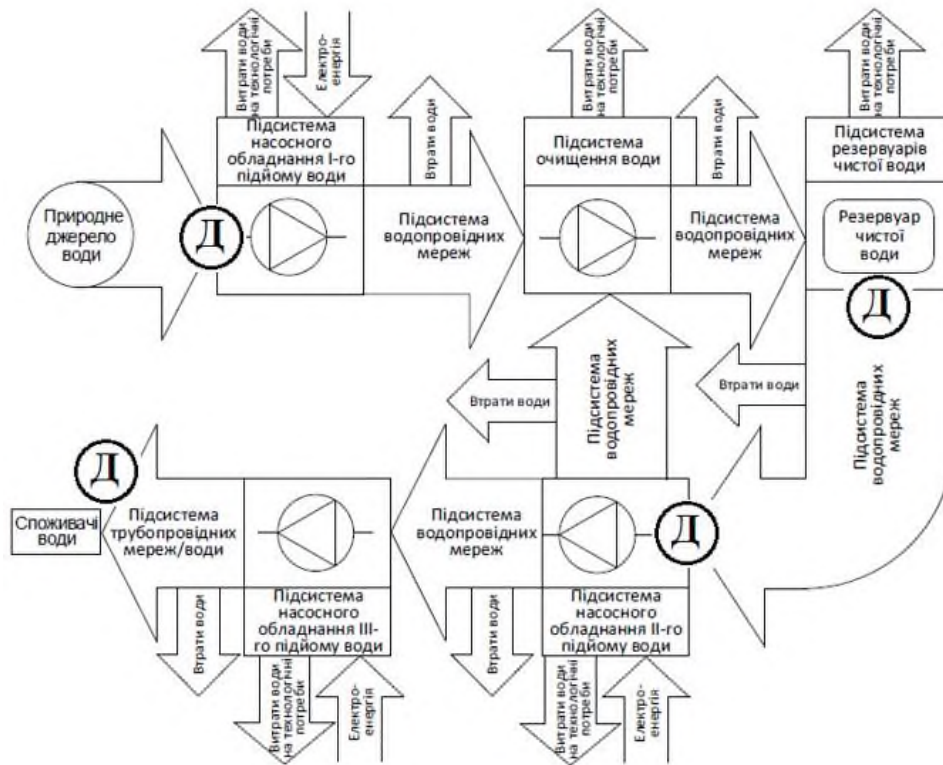 Витрати води
на технологічні
потреби
Електро-
енергія
Витрати води
на технологічні
потреби
Витрати води
на технологічні
потреби
Втрати води
Втрати води
Підсистема
насосного
обладнання І-го
підйому води
Підсистема
очищення води
Підсистема
резервуарів
чистої води
Природне
джерело
води
Д
Підсистема
водопровідних
мереж
Підсистема
водопровідних
мереж
Резервуар
чистої
води
Д
Втрати води
Підсистема
водопровідних
мереж
Втрати води
Підсистема
водопровідних
мереж
Д
Споживачі
води
Підсистема
трубопровідних
мереж/води
Підсистема
водопровідних
мереж
Д
Втрати води
Підсистема
насосного
обладнання ІІІ-
го підйому води
Втрати води
Підсистема
насосного
обладнання ІІ-го
підйому води
Витрати води
на технологічні
потреби
Електро-
енергія
Витрати води
на технологічні
потреби
Електро-
енергія